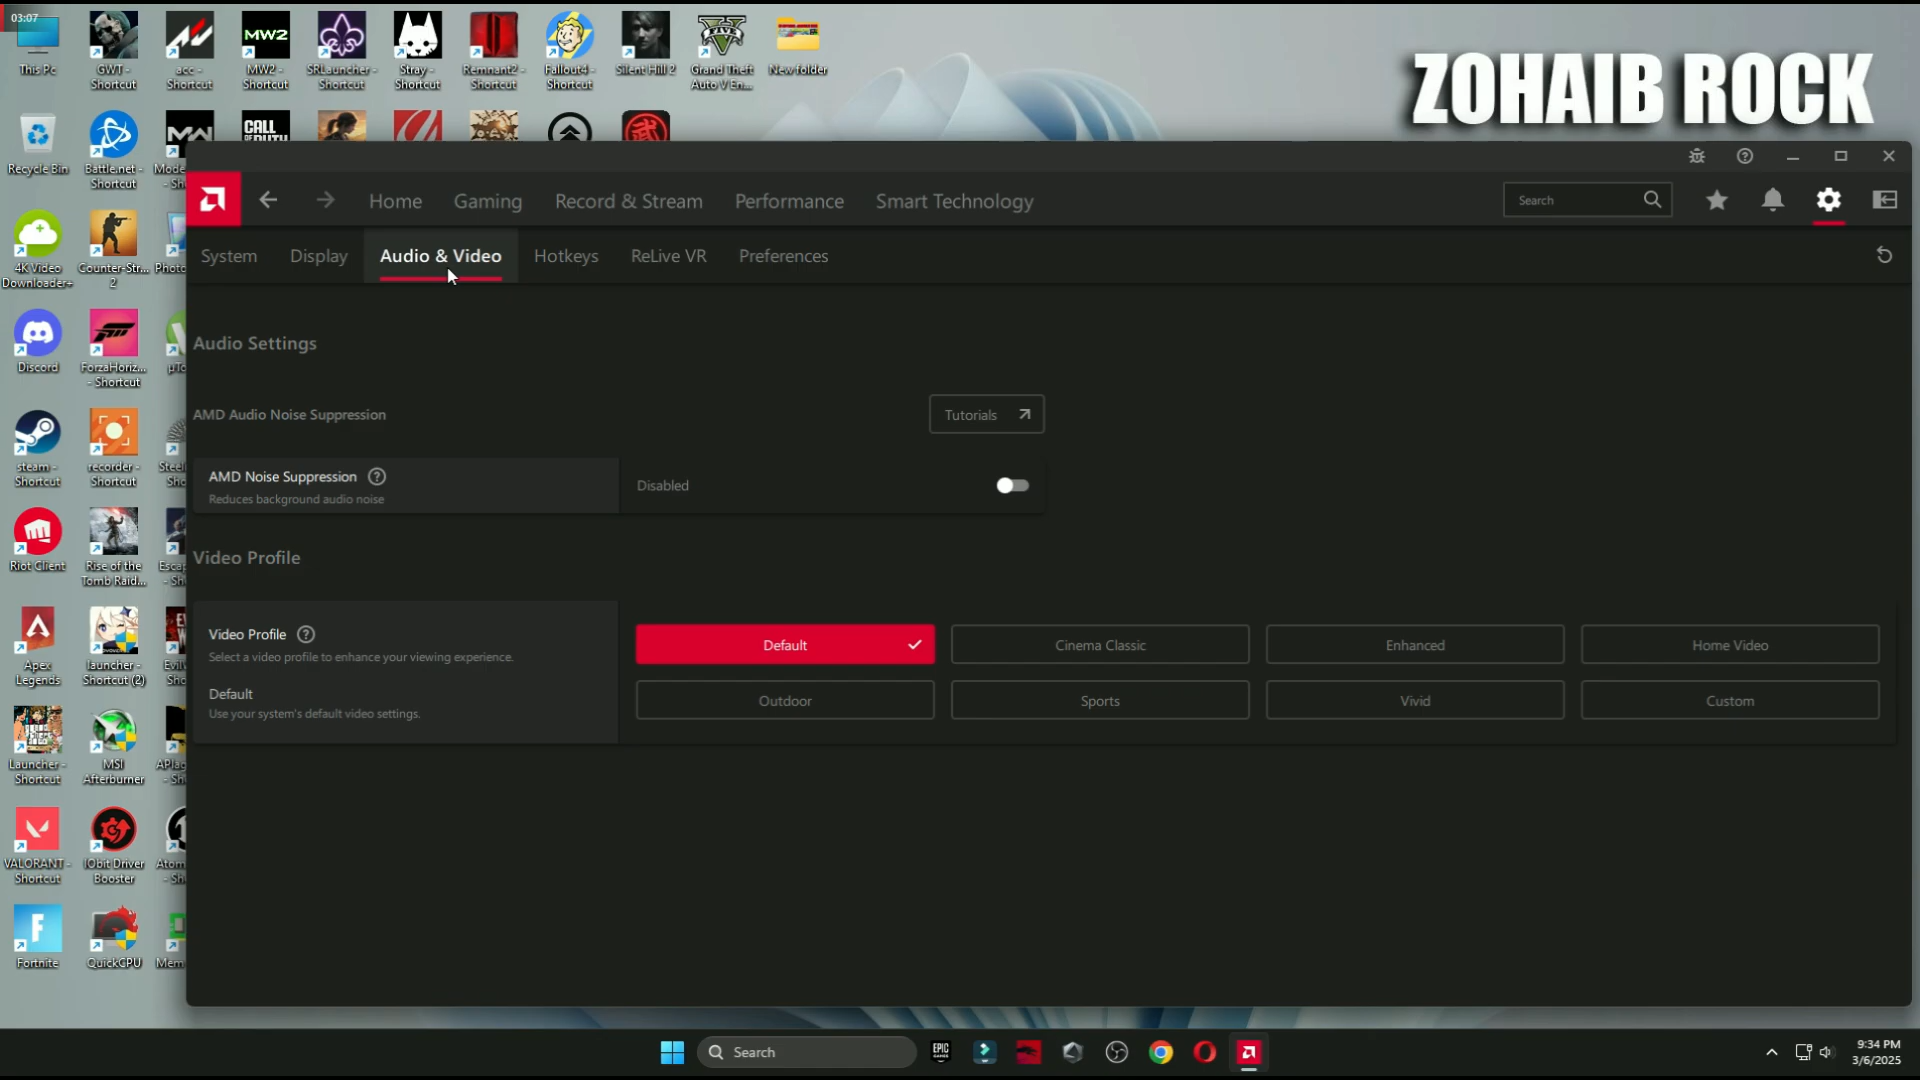 03:07
This Pc
GWT - Shortcut
acc - Shortcut
MW2
MW2 - Shortcut
SRLauncher - Shortcut
Stray - Shortcut
Remnant2 - Shortcut
Fallout4 - Shortcut
Silent Hill 2
FIVE
Grand Theft Auto V En...
New folder
ZOHAIB ROCK
Recycle Bin
Battle.net - Shortcut
CALL OF DUTY
Home
Gaming
Record & Stream
Performance
Smart Technology
Search
System
Display
Audio & Video
Hotkeys
ReLive VR
Preferences
4K Video Downloader+
Counter-Str... 2
Discord
ForzaHoriz... - Shortcut
steam - Shortcut
recorder - Shortcut
Riot Client
Rise of the Tomb Raid...
Apex Legends
launcher - Shortcut (2)
Launcher - Shortcut
MSI Afterburner
VALORANT - Shortcut
IObit Driver Booster
Fortnite
QuickCPU
Audio Settings
AMD Audio Noise Suppression
Tutorials
AMD Noise Suppression
Reduces background audio noise
Disabled
Video Profile
Video Profile
Select a video profile to enhance your viewing experience.
Default
Use your system's default video settings.
Default
Cinema Classic
Enhanced
Home Video
Outdoor
Sports
Vivid
Custom
Search
EPIC GAMES
9:34 PM
3/6/2025